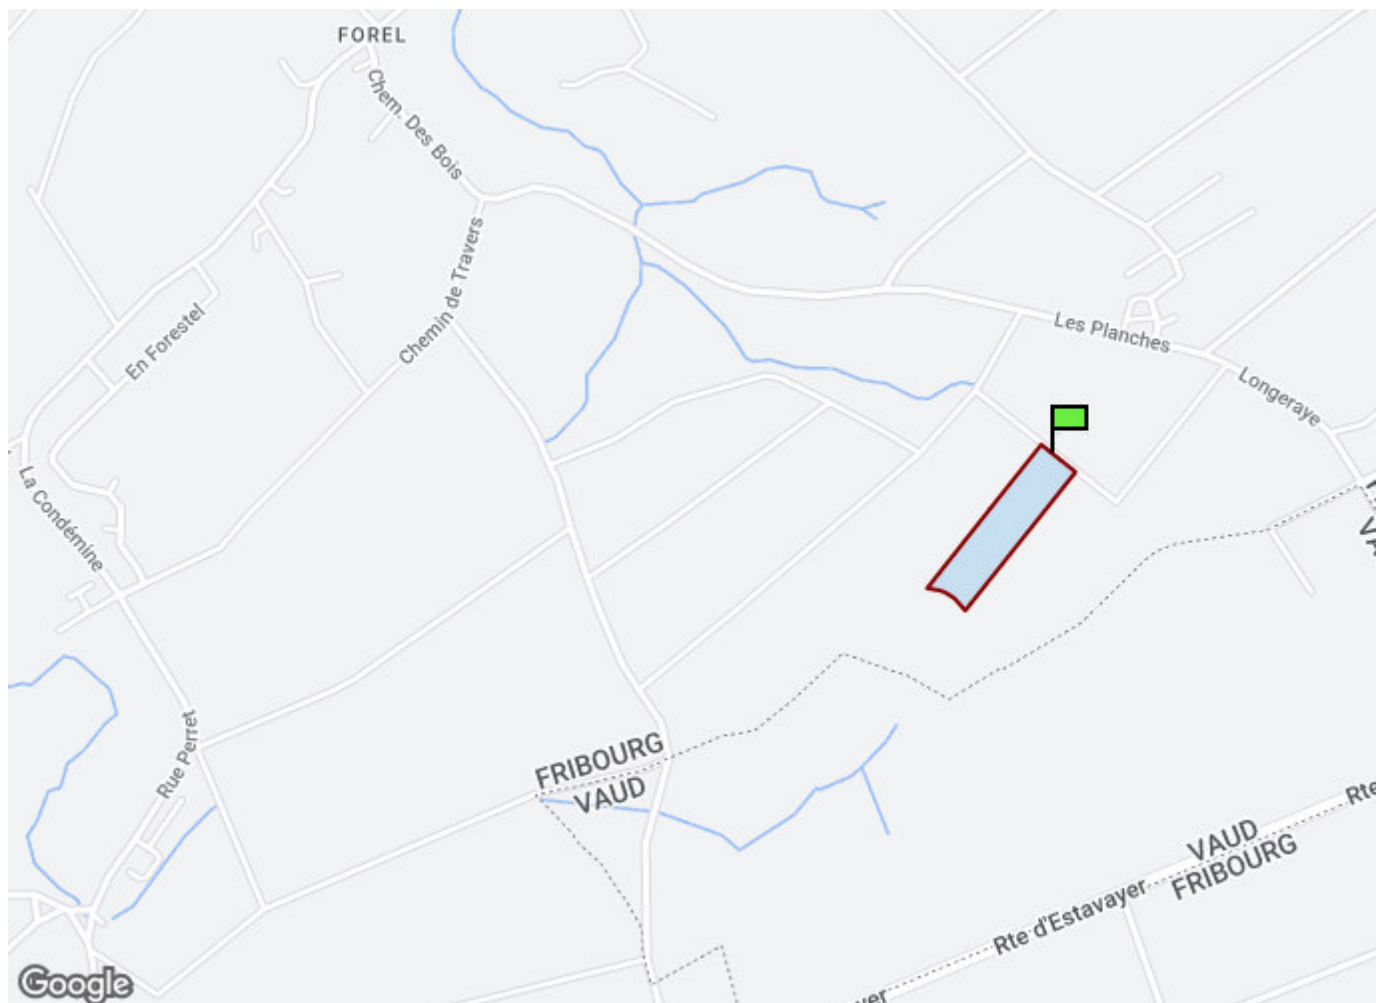 FOREL
Chem. Des Bois
Chemin de Travers
En Forestel
Les Planches
Longeraye
La Condémine
Rue Perret
FRIBOURG
VAUD
VAUD
FRIBOURG
Rte d'Estavayer
Rte
Google